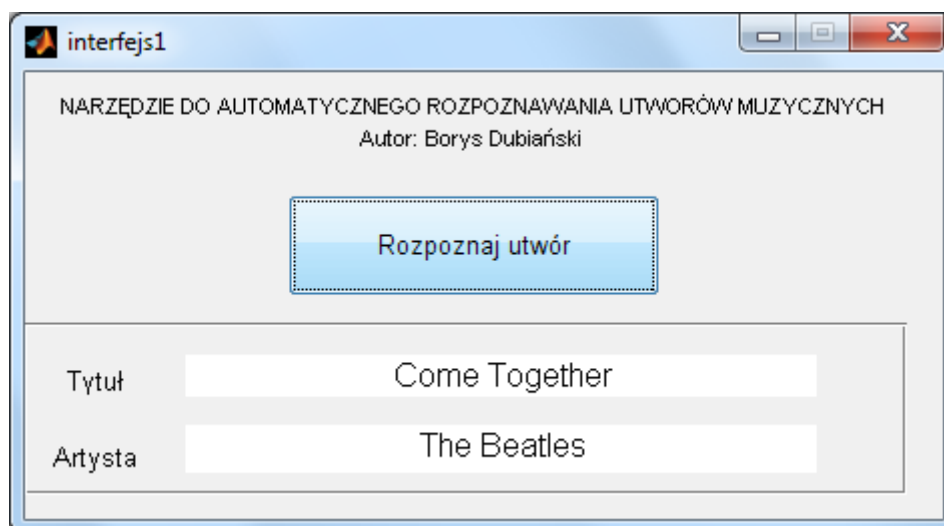 interfejs1
NARZĘDZIE DO AUTOMATYCZNEGO ROZPOZNAWANIA UTWORÓW MUZYCZNYCH
Autor: Borys Dubiański
Rozpoznaj utwór
Tytuł Come Together
Artysta The Beatles